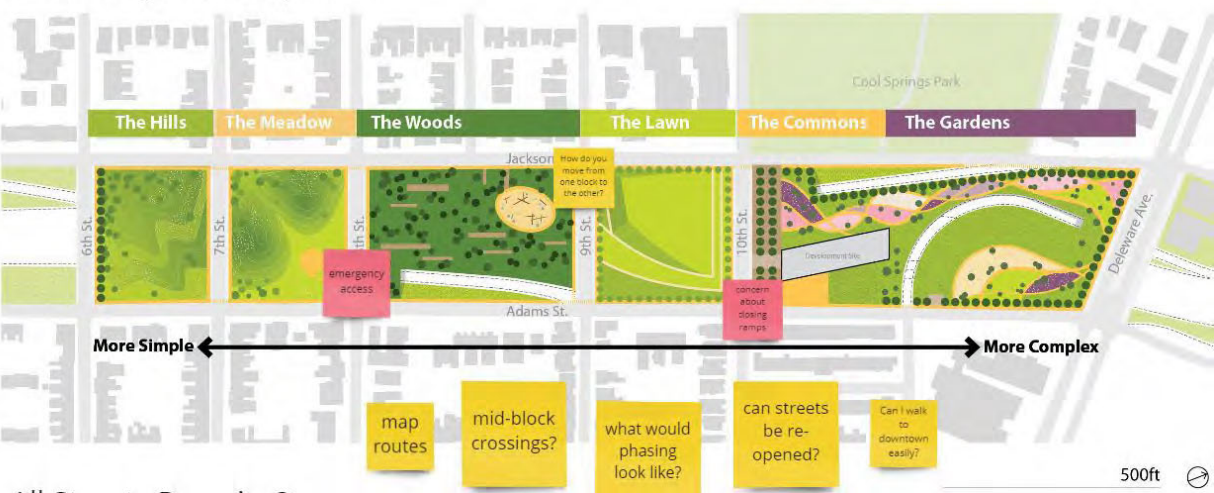 Cool Springs Park
The Hills
The Meadow
The Woods
The Lawn
The Commons
The Gardens
Jackson
How do you
move from
one block to
the other?
6th St.
7th St.
th St.
9th St.
10th St.
Deleware Ave.
Development Site
emergency
access
concern
about
closing
ramps
Adams St.
More Simple
More Complex
map
routes
mid-block
crossings?
what would
phasing
look like?
can streets
be re-
opened?
Can I walk
to
downtown
easily?
500ft